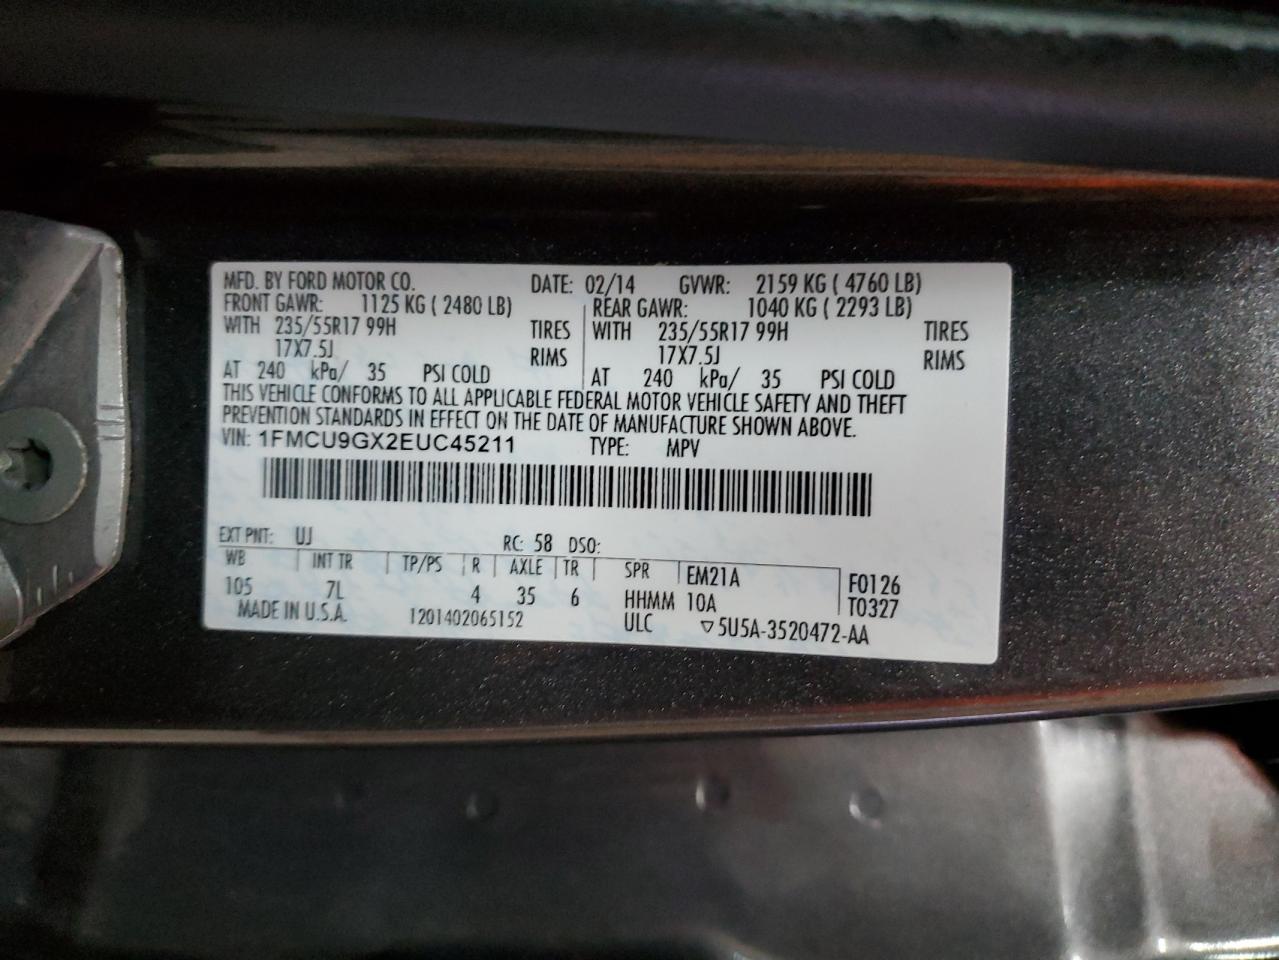 MFD. BY FORD MOTOR CO. DATE: 02/14 GVWR: 2159 KG ( 4760 LB)
FRONT GAWR: 1125 KG ( 2480 LB) REAR GAWR: 1040 KG ( 2293 LB)
WITH 235/55R17 99H TIRES WITH 235/55R17 99H TIRES
17X7.5J RIMS 17X7.5J RIMS
AT 240 kPa/ 35 PSI COLD AT 240 kPa/ 35 PSI COLD
THIS VEHICLE CONFORMS TO ALL APPLICABLE FEDERAL MOTOR VEHICLE SAFETY AND THEFT
PREVENTION STANDARDS IN EFFECT ON THE DATE OF MANUFACTURE SHOWN ABOVE.
VIN: 1FMCU9GX2EUC45211 TYPE: MPV
EXT PNT: UJ RC: 58 DSO:
WB INT TR TP/PS R AXLE TR SPR EM21A F0126
105 7L 4 35 6 HHMM 10A T0327
MADE IN U.S.A. 1201402065152 ULC ▽5U5A-3520472-AA